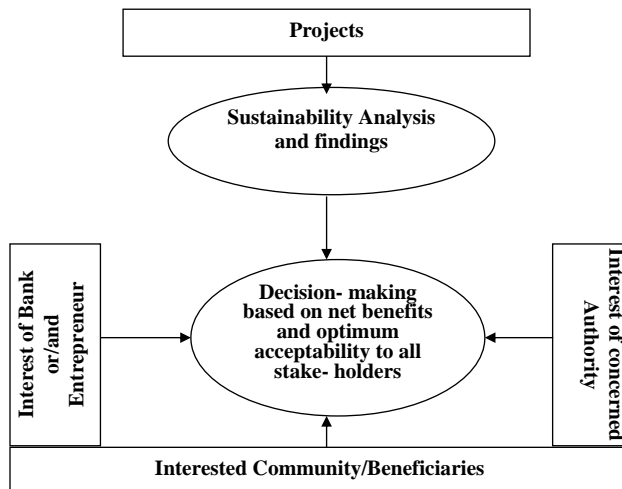 Projects
Sustainability Analysis
and findings
Interest of Bank
or/and
Entrepreneur
Decision- making
based on net benefits
and optimum
acceptability to all
stake- holders
Interest of concerned
Authority
Interested Community/Beneficiaries